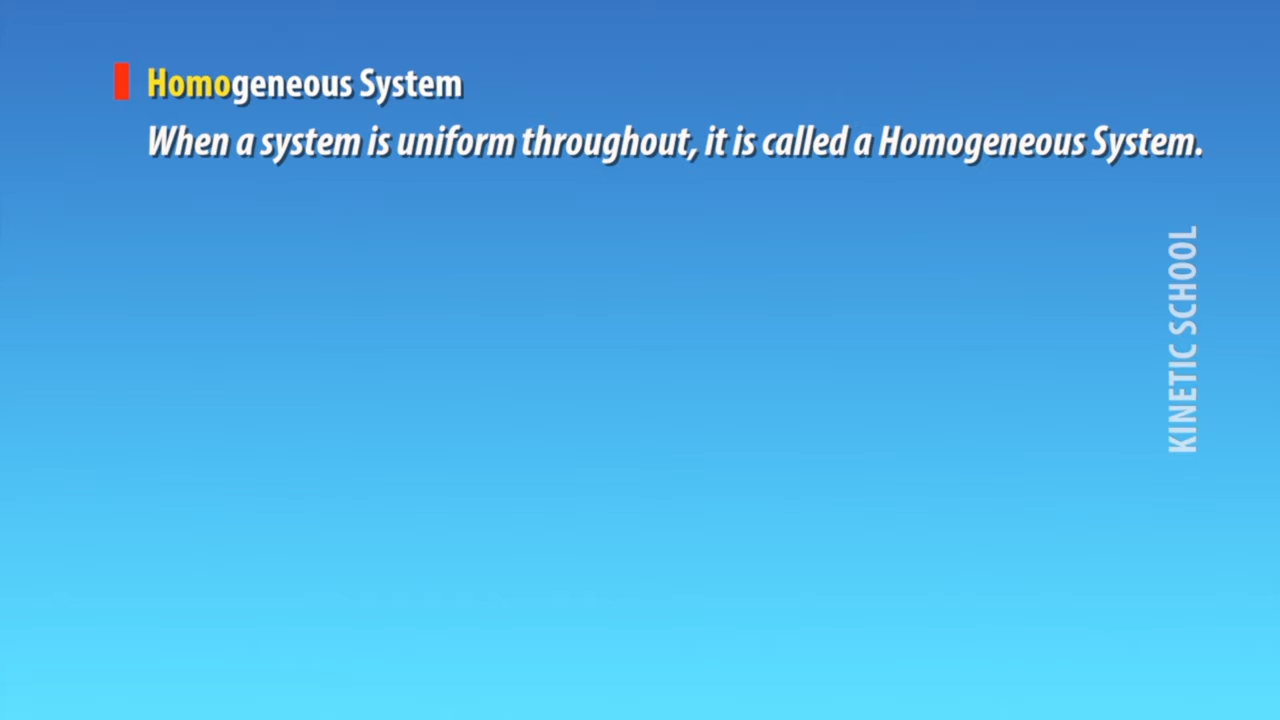 Homogeneous System
When a system is uniform throughout, it is called a Homogeneous System.
KINETIC SCHOOL